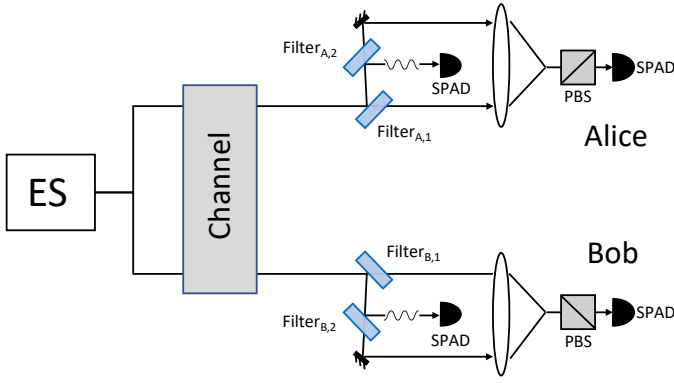 Filter_A,2
SPAD
SPAD
PBS
Filter_A,1
Alice
Channel
ES
Filter_B,1
Bob
Filter_B,2
SPAD
SPAD
PBS